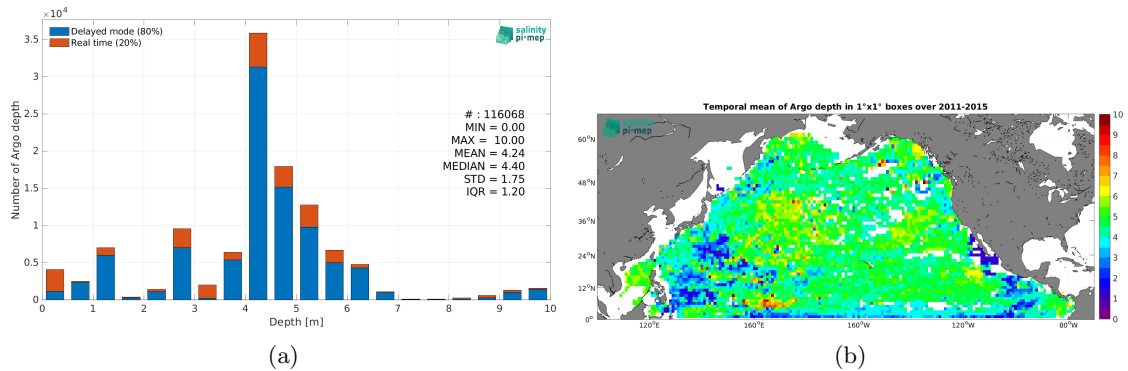 ×10⁴
Delayed mode (80%)
Real time (20%)
salinity
pi-mep
3.5
3
2.5
2
1.5
1
0.5
0
Number of Argo depth
# : 116068
MIN = 0.00
MAX = 10.00
MEAN = 4.24
MEDIAN = 4.40
STD = 1.75
IQR = 1.20
0 1 2 3 4 5 6 7 8 9 10
Depth [m]
(a)
Temporal mean of Argo depth in 1°x1° boxes over 2011-2015
salinity
pi-mep
60°N
48°N
36°N
24°N
12°N
0°
120°E 160°E 160°W 120°W 80°W
10
9
8
7
6
5
4
3
2
1
0
(b)